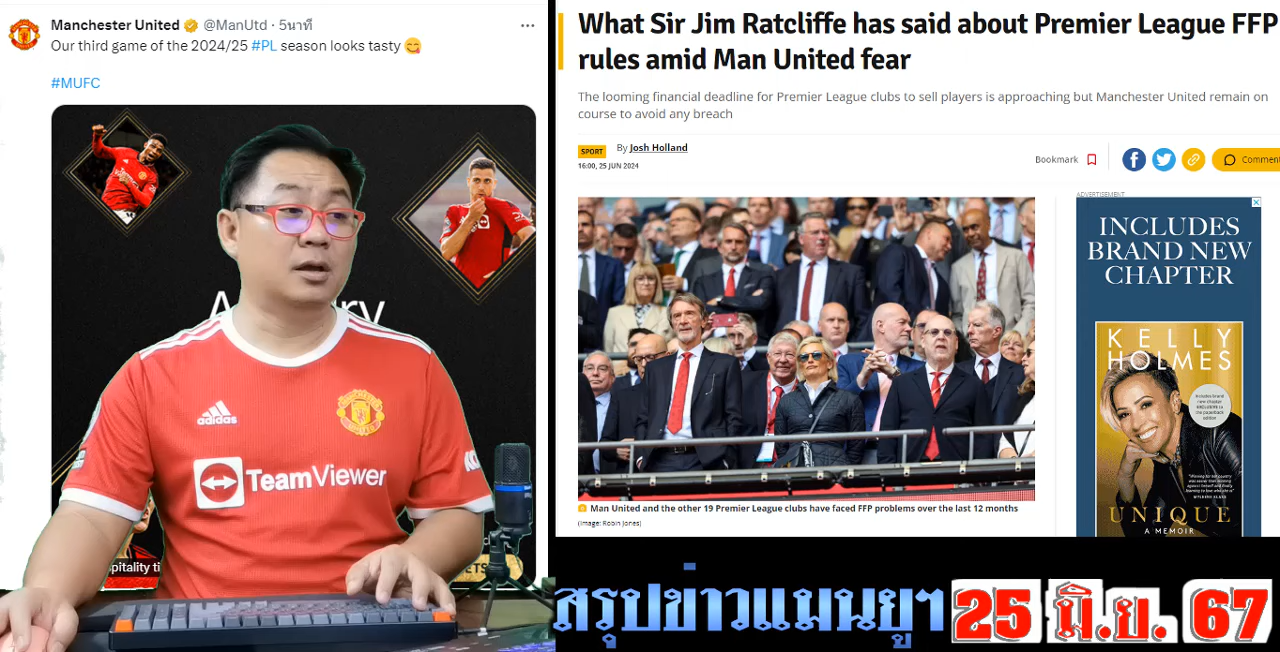 Manchester United @ManUtd · 5นาที
Our third game of the 2024/25 #PL season looks tasty
#MUFC
adidas
TeamViewer
What Sir Jim Ratcliffe has said about Premier League FFP
rules amid Man United fear
The looming financial deadline for Premier League clubs to sell players is approaching but Manchester United remain on
course to avoid any breach
SPORT
By Josh Holland
16:00, 25 JUN 2024
Bookmark
Comment
ADVERTISEMENT
INCLUDES
BRAND NEW
CHAPTER
KELLY
HOLMES
UNIQUE
A MEMOIR
Man United and the other 19 Premier League clubs have faced FFP problems over the last 12 months
(Image: Robin Jones)
สรุปข่าวแมนยูฯ 25 มิ.ย. 67